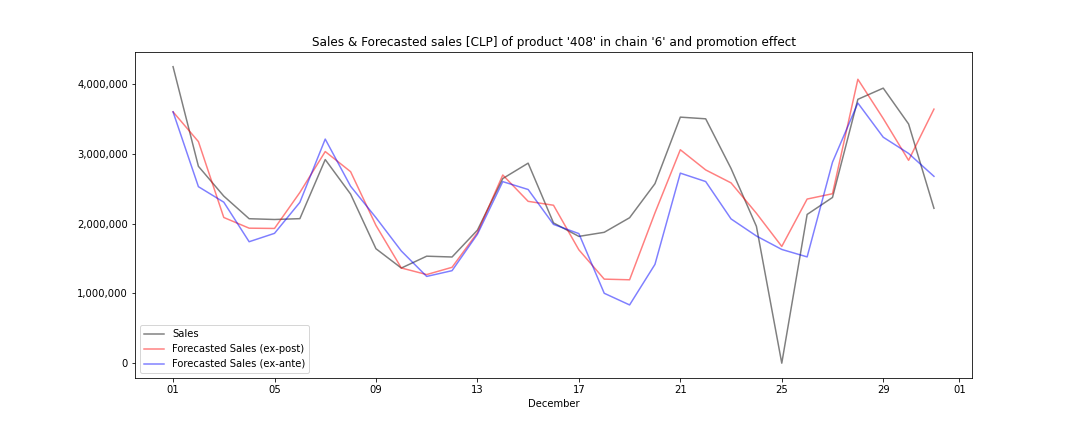 Sales & Forecasted sales [CLP] of product '408' in chain '6' and promotion effect
4,000,000
3,000,000
2,000,000
1,000,000
0
Sales
Forecasted Sales (ex-post)
Forecasted Sales (ex-ante)
01 05 09 13 17 21 25 29 01
December